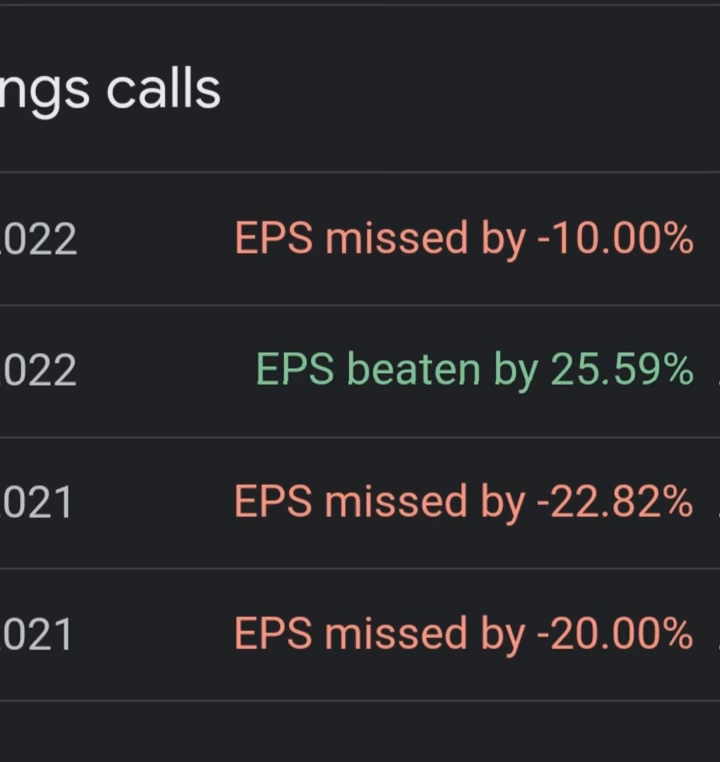 ngs calls
022 EPS missed by -10.00%
022 EPS beaten by 25.59%
021 EPS missed by -22.82%
021 EPS missed by -20.00%